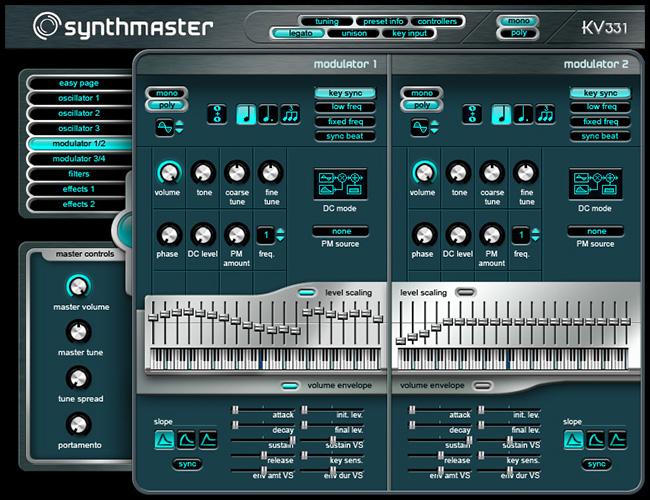 synthmaster
tuning preset info controllers
legato unison key input
mono
poly
KV331
easy page
oscillator 1
oscillator 2
oscillator 3
modulator 1/2
modulator 3/4
filters
effects 1
effects 2
master controls
master volume
master tune
tune spread
portamento
modulator 1
mono
poly
key sync
low freq
fixed freq
sync beat
volume tone coarse tune fine tune
DC mode
phase DC level PM amount 1 freq.
none
PM source
level scaling
volume envelope
slope
sync
attack init. lev.
decay final lev.
sustain sustain VS
release key sens.
env amt VS env dur VS
modulator 2
mono
poly
key sync
low freq
fixed freq
sync beat
volume tone coarse tune fine tune
DC mode
phase DC level PM amount 1 freq.
none
PM source
level scaling
volume envelope
attack init. lev.
decay final lev.
sustain sustain VS
release key sens.
env amt VS env dur VS
slope
sync